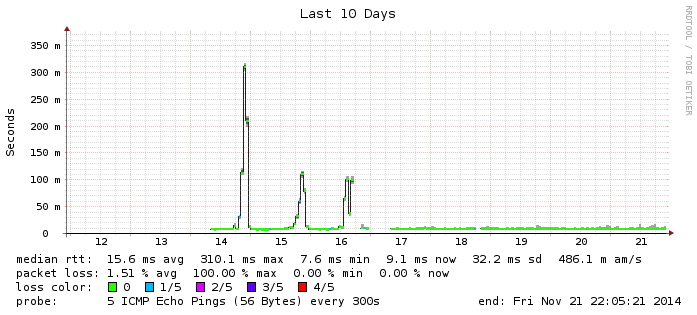 Last 10 Days
RRDTOOL / TOBI OETIKER
Seconds
350 m
300 m
250 m
200 m
150 m
100 m
50 m
0
12 13 14 15 16 17 18 19 20 21
median rtt: 15.6 ms avg 310.1 ms max 7.6 ms min 9.1 ms now 32.2 ms sd 486.1 m am/s
packet loss: 1.51 % avg 100.00 % max 0.00 % min 0.00 % now
loss color: 0 1/5 2/5 3/5 4/5
probe: 5 ICMP Echo Pings (56 Bytes) every 300s end: Fri Nov 21 22:05:21 2014